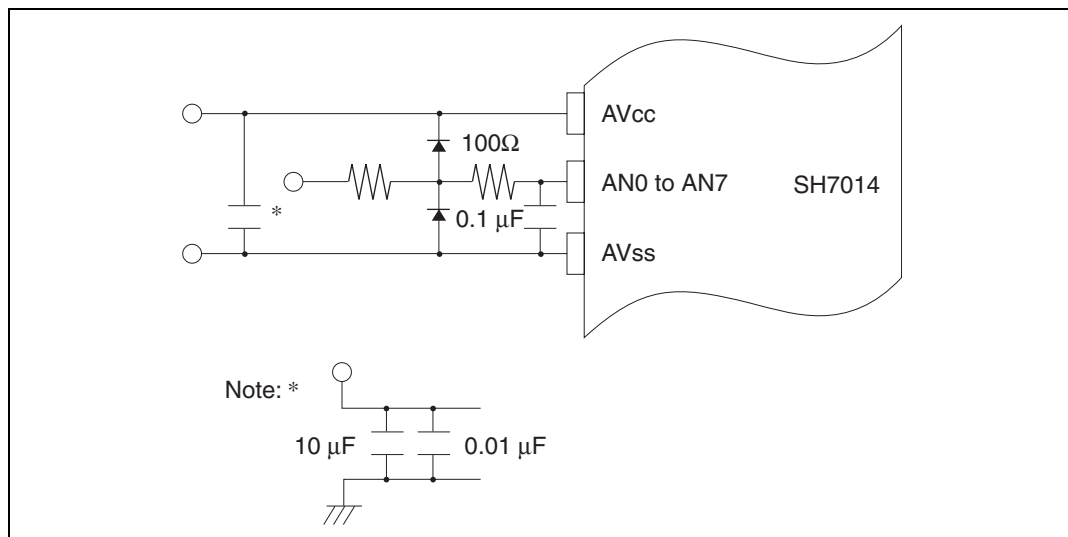 AVcc
100Ω
AN0 to AN7
SH7014
*
0.1 μF
AVss
Note: *
10 μF
0.01 μF